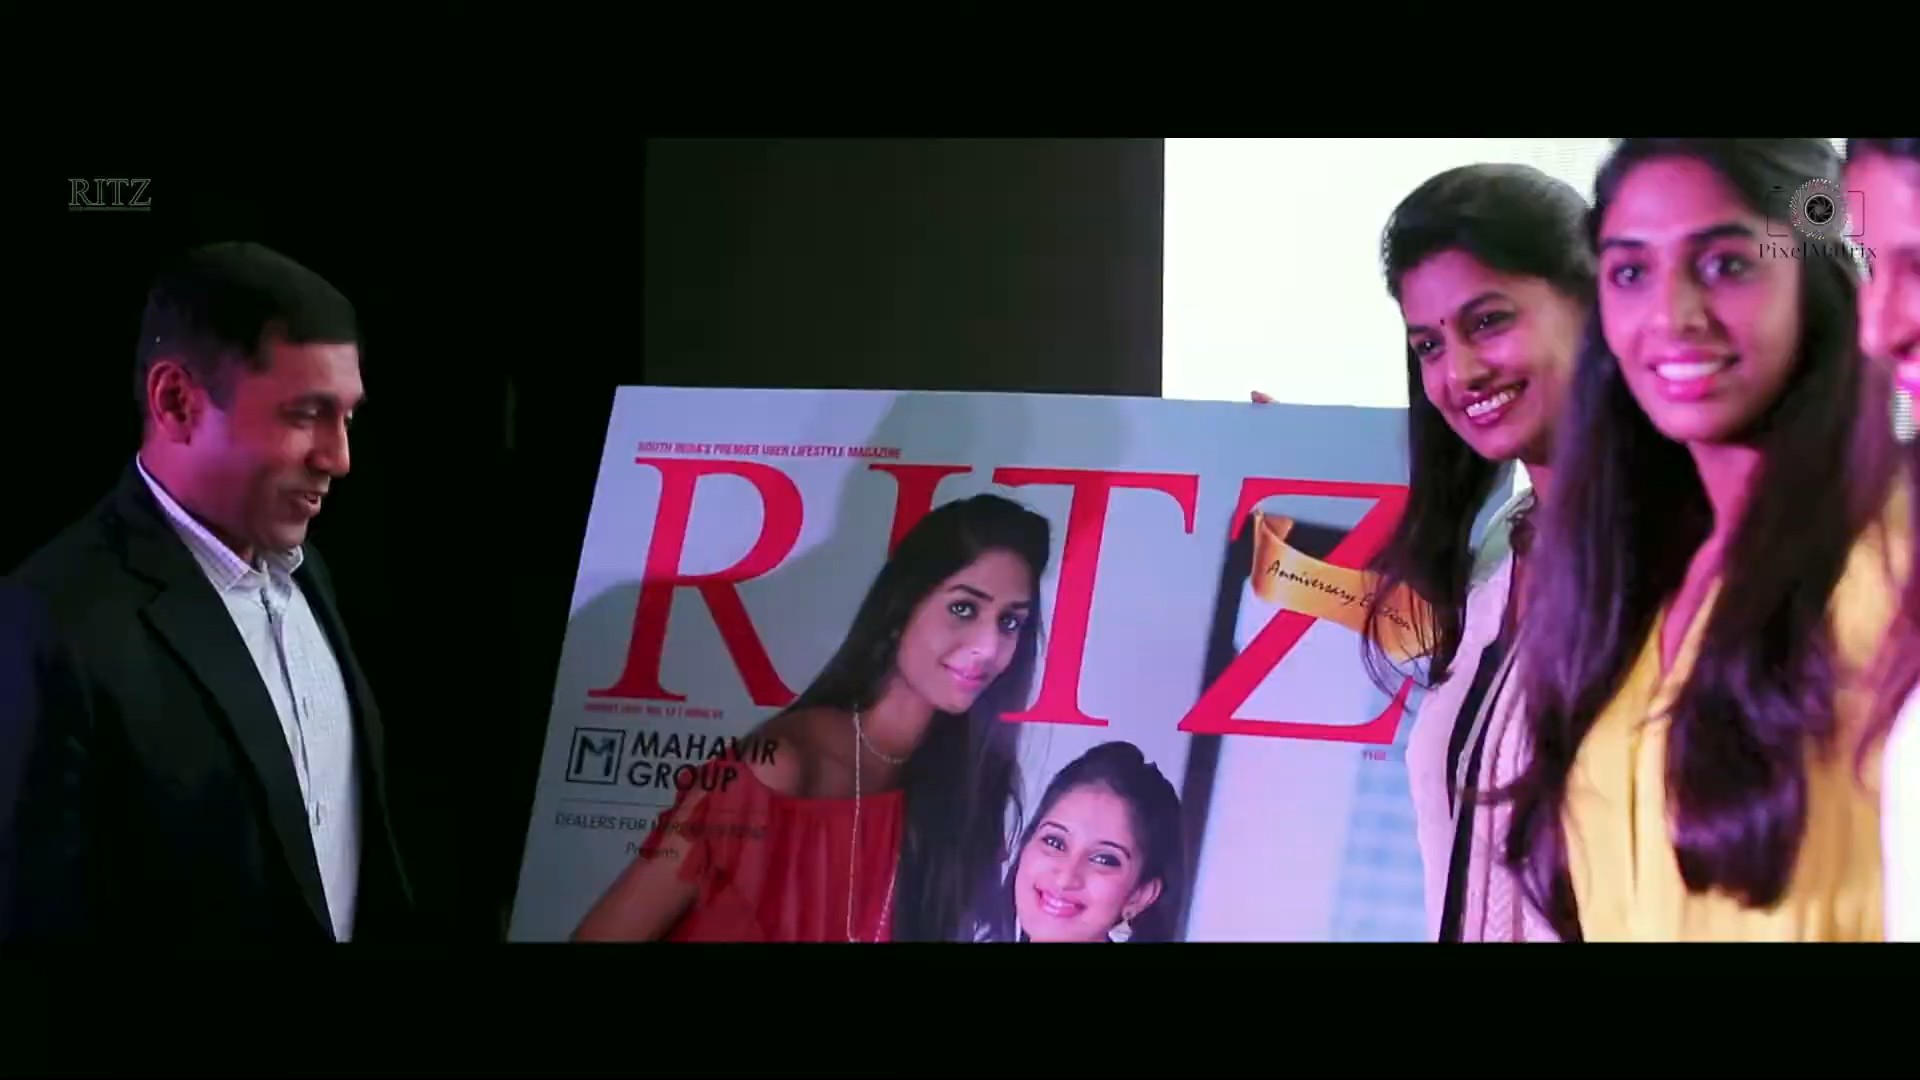 RITZ
PixelMatrix
SOUTH INDIA'S PREMIER UBER LIFESTYLE MAGAZINE
RITZ
Anniversary Edition
MAHAVIR
GROUP
DEALERS FOR
Presents